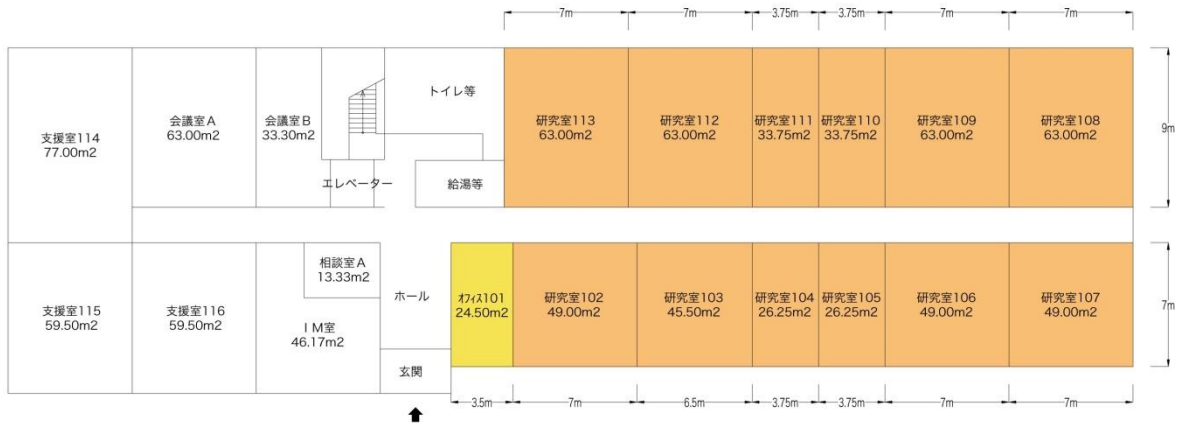 7m
7m
3.75m
3.75m
7m
7m
支援室114
77.00m2
会議室A
63.00m2
会議室B
33.30m2
トイレ等
エレベーター
給湯等
研究室113
63.00m2
研究室112
63.00m2
研究室111
33.75m2
研究室110
33.75m2
研究室109
63.00m2
研究室108
63.00m2
9m
支援室115
59.50m2
支援室116
59.50m2
相談室A
13.33m2
IM室
46.17m2
ホール
玄関
オフィス101
24.50m2
研究室102
49.00m2
研究室103
45.50m2
研究室104
26.25m2
研究室105
26.25m2
研究室106
49.00m2
研究室107
49.00m2
7m
3.5m
7m
6.5m
3.75m
3.75m
7m
7m